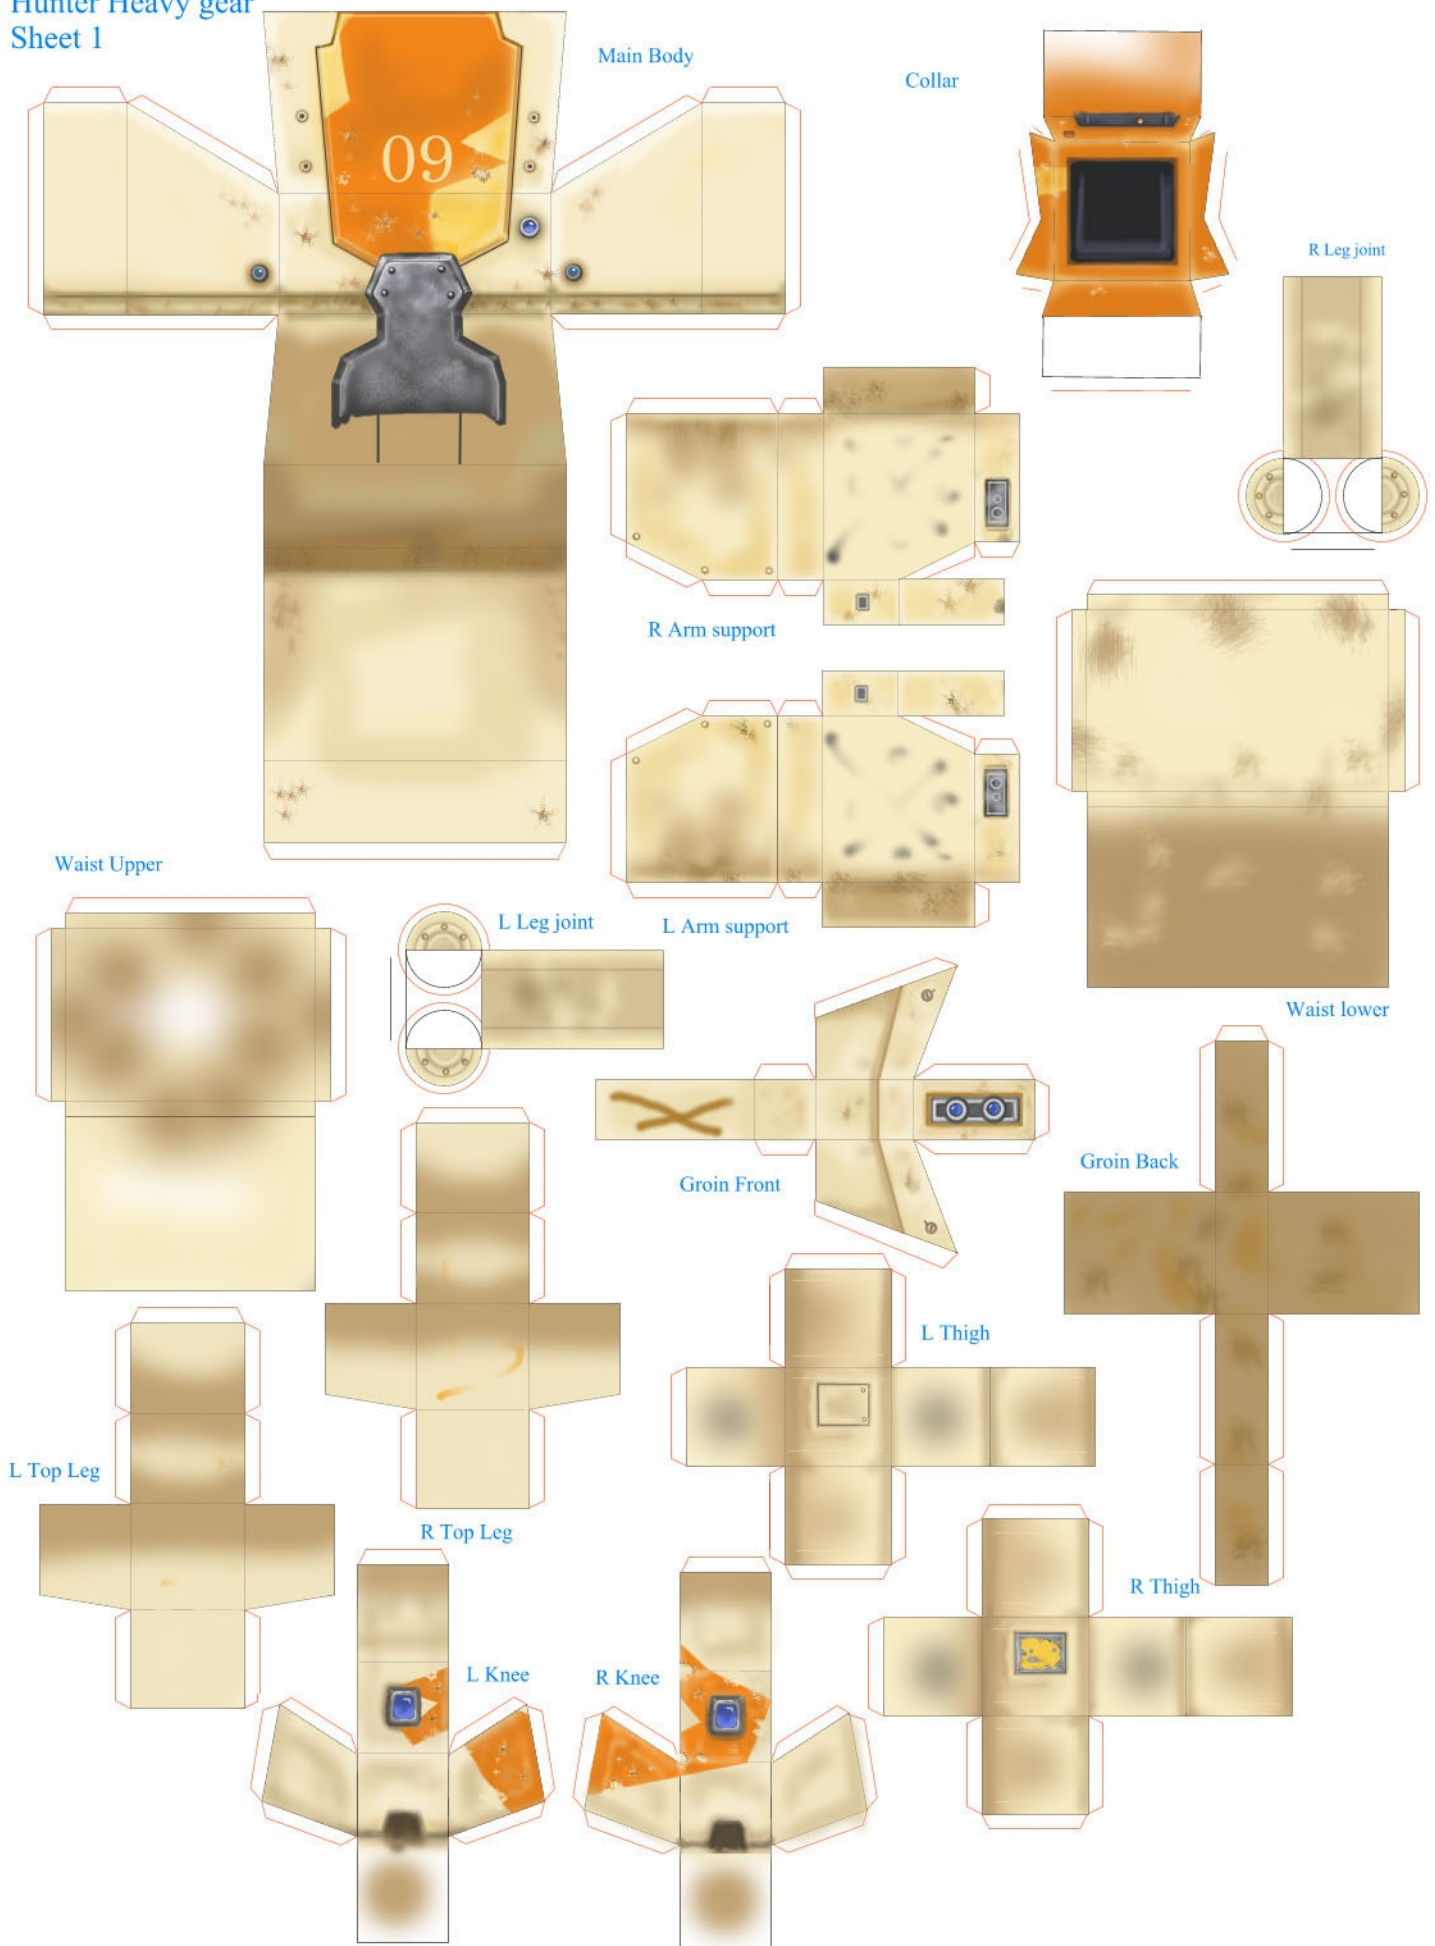 Hunter Heavy gear
Sheet 1
Main Body
Collar
09
R Leg joint
R Arm support
Waist Upper
L Leg joint
L Arm support
Waist lower
Groin Front
Groin Back
L Thigh
L Top Leg
R Top Leg
R Thigh
L Knee
R Knee